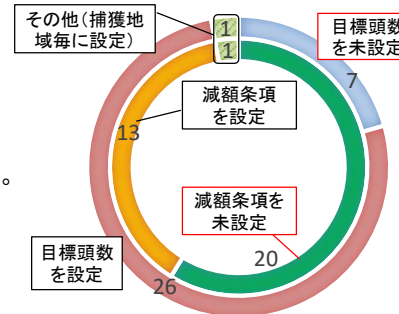 その他（捕獲地
域毎に設定）
1
1
目標頭数
を未設定
7
減額条項
を設定
13
。
減額条項を
未設定
20
目標頭数
を設定
26